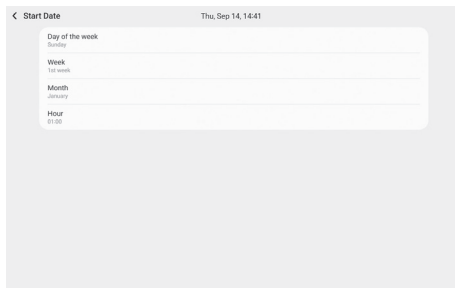 Start Date
Thu, Sep 14, 14:41
Day of the week
Sunday
Week
1st week
Month
January
Hour
01:00